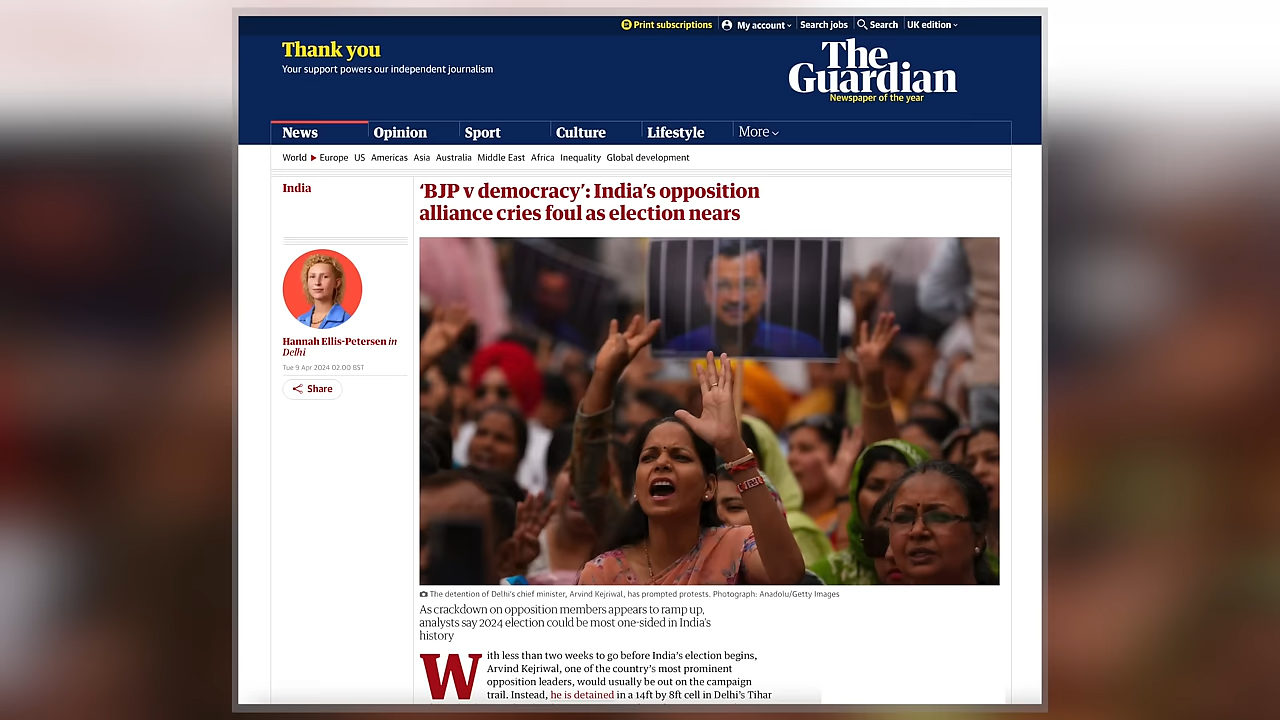 Print subscriptions
My account
Search jobs
Search
UK edition
Thank you
Your support powers our independent journalism
The
Guardian
Newspaper of the year
News
Opinion
Sport
Culture
Lifestyle
More
World
Europe
US
Americas
Asia
Australia
Middle East
Africa
Inequality
Global development
India
‘BJP v democracy’: India’s opposition
alliance cries foul as election nears
Hannah Ellis-Petersen in
Delhi
Tue 9 Apr 2024 02.00 BST
Share
The detention of Delhi's chief minister, Arvind Kejriwal, has prompted protests. Photograph: Anadolu/Getty Images
As crackdown on opposition members appears to ramp up,
analysts say 2024 election could be most one-sided in India’s
history
With less than two weeks to go before India’s election begins,
Arvind Kejriwal, one of the country’s most prominent
opposition leaders, would usually be out on the campaign
trail. Instead, he is detained in a 14ft by 8ft cell in Delhi’s Tihar